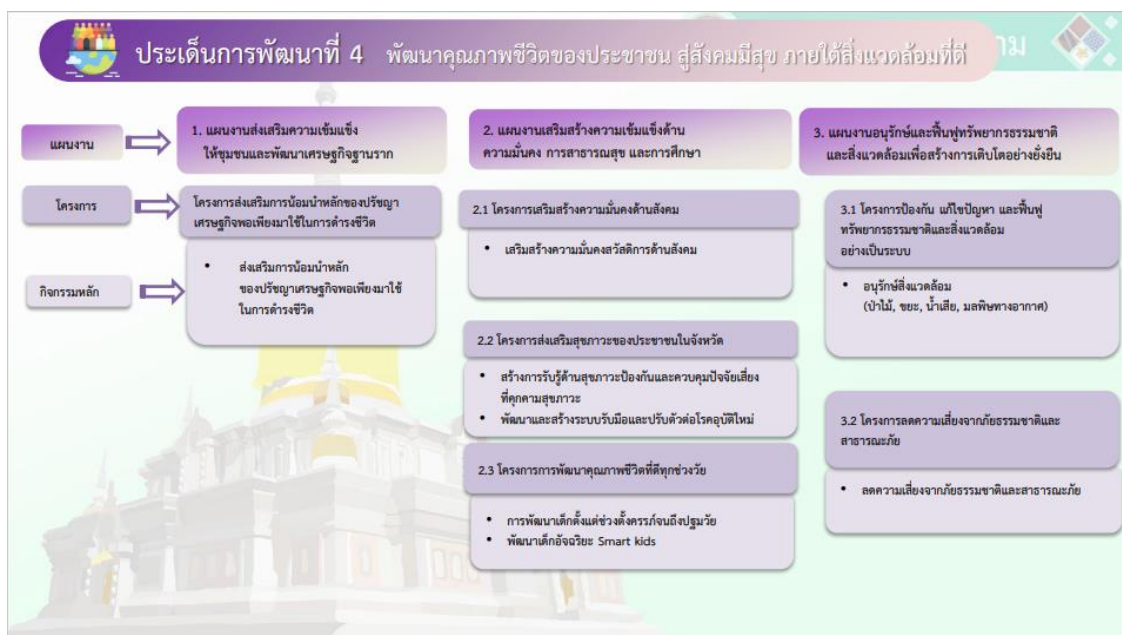 ประเด็นการพัฒนาที่ 4 พัฒนาคุณภาพชีวิตของประชาชน สู่สังคมมีสุข ภายใต้สิ่งแวดล้อมที่ดี
แผนงาน
1. แผนงานส่งเสริมความเข้มแข็ง
ให้ชุมชนและพัฒนาเศรษฐกิจฐานราก
2. แผนงานเสริมสร้างความเข้มแข็งด้าน
ความมั่นคง การสาธารณสุข และการศึกษา
3. แผนงานอนุรักษ์และฟื้นฟูทรัพยากรธรรมชาติ
และสิ่งแวดล้อมเพื่อสร้างการเติบโตอย่างยั่งยืน
โครงการ
โครงการส่งเสริมการน้อมนำหลักของปรัชญา
เศรษฐกิจพอเพียงมาใช้ในการดำรงชีวิต
กิจกรรมหลัก
• ส่งเสริมการน้อมนำหลัก
ของปรัชญาเศรษฐกิจพอเพียงมาใช้
ในการดำรงชีวิต
2.1 โครงการเสริมสร้างความมั่นคงด้านสังคม
• เสริมสร้างความมั่นคงสวัสดิการด้านสังคม
2.2 โครงการส่งเสริมสุขภาวะของประชาชนในจังหวัด
• สร้างการรับรู้ด้านสุขภาวะป้องกันและควบคุมปัจจัยเสี่ยง
ที่คุกคามสุขภาวะ
• พัฒนาและสร้างระบบรับมือและปรับตัวต่อโรคอุบัติใหม่
2.3 โครงการการพัฒนาคุณภาพชีวิตที่ดีทุกช่วงวัย
• การพัฒนาเด็กตั้งแต่ช่วงตั้งครรภ์จนถึงปฐมวัย
• พัฒนาเด็กอัจฉริยะ Smart kids
3.1 โครงการป้องกัน แก้ไขปัญหา และฟื้นฟู
ทรัพยากรธรรมชาติและสิ่งแวดล้อม
อย่างเป็นระบบ
• อนุรักษ์สิ่งแวดล้อม
(ป่าไม้, ขยะ, น้ำเสีย, มลพิษทางอากาศ)
3.2 โครงการลดความเสี่ยงจากภัยธรรมชาติและ
สาธารณะภัย
• ลดความเสี่ยงจากภัยธรรมชาติและสาธารณะภัย